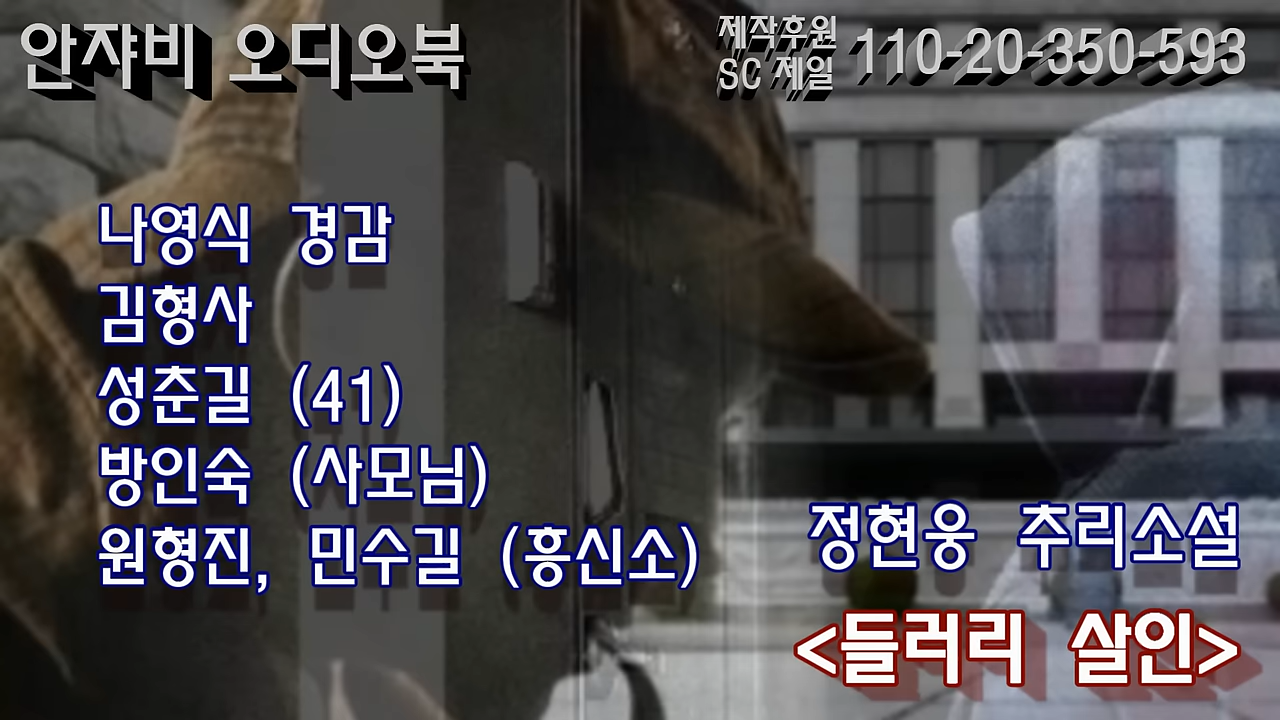 안쟈비 오디오북
제작후원
SC 제일
110-20-350-593
나영식 경감
김형사
성춘길 (41)
방인숙 (사모님)
원형진, 민수길 (흥신소)
정현웅 추리소설
<들러리 살인>